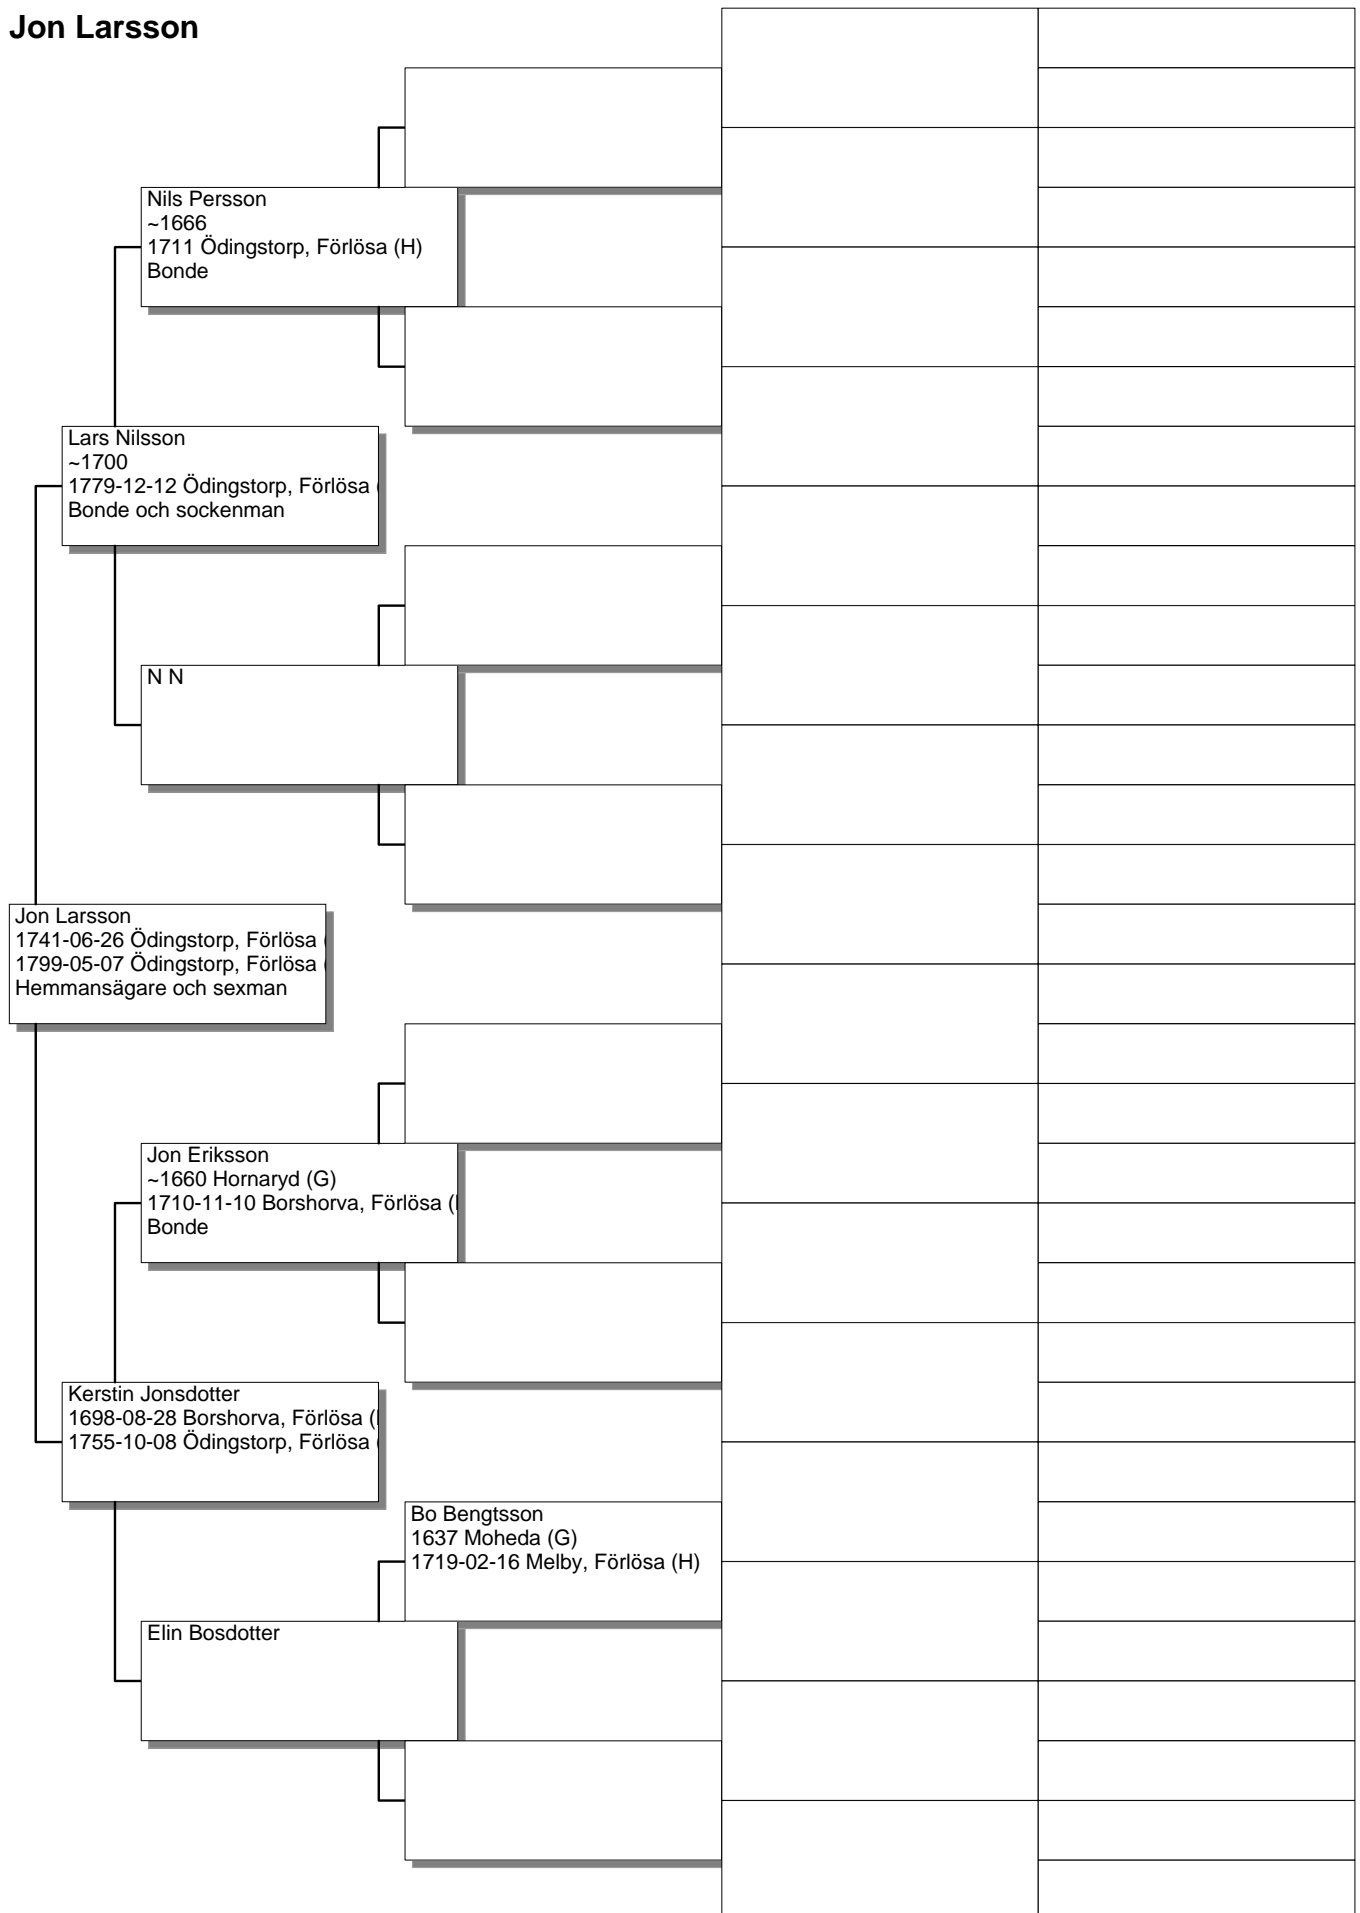 Jon Larsson
Nils Persson
~1666
1711 Ödingstorp, Förlösa (H)
Bonde
Lars Nilsson
~1700
1779-12-12 Ödingstorp, Förlösa (
Bonde och sockenman
N N
Jon Larsson
1741-06-26 Ödingstorp, Förlösa (
1799-05-07 Ödingstorp, Förlösa (
Hemmansägare och sexman
Jon Eriksson
~1660 Hornaryd (G)
1710-11-10 Borshorva, Förlösa (
Bonde
Kerstin Jonsdotter
1698-08-28 Borshorva, Förlösa (
1755-10-08 Ödingstorp, Förlösa (
Bo Bengtsson
1637 Moheda (G)
1719-02-16 Melby, Förlösa (H)
Elin Bosdotter